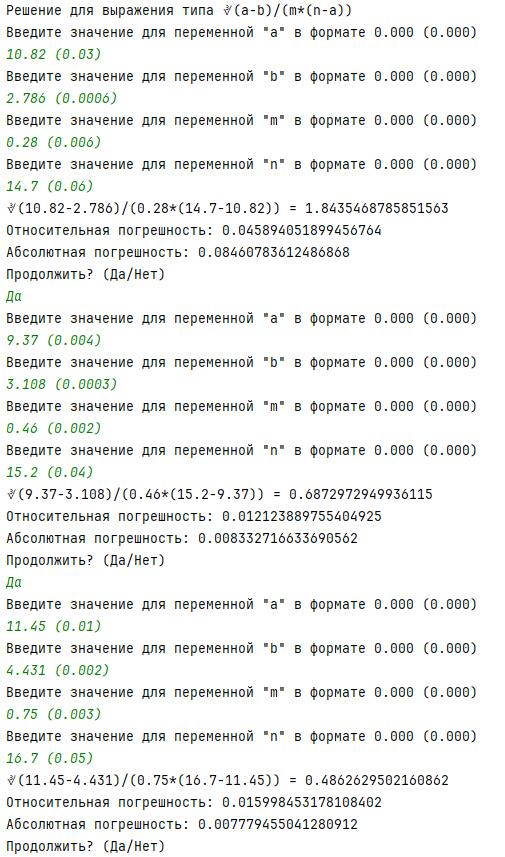 Решение для выражения типа ∛(a-b)/(m*(n-a))
Введите значение для переменной "a" в формате 0.000 (0.000)
10.82 (0.03)
Введите значение для переменной "b" в формате 0.000 (0.000)
2.786 (0.0006)
Введите значение для переменной "m" в формате 0.000 (0.000)
0.28 (0.006)
Введите значение для переменной "n" в формате 0.000 (0.000)
14.7 (0.06)
∛(10.82-2.786)/(0.28*(14.7-10.82)) = 1.8435468785851563
Относительная погрешность: 0.045894051899456764
Абсолютная погрешность: 0.08460783612486868
Продолжить? (Да/Нет)
Да
Введите значение для переменной "a" в формате 0.000 (0.000)
9.37 (0.004)
Введите значение для переменной "b" в формате 0.000 (0.000)
3.108 (0.0003)
Введите значение для переменной "m" в формате 0.000 (0.000)
0.46 (0.002)
Введите значение для переменной "n" в формате 0.000 (0.000)
15.2 (0.04)
∛(9.37-3.108)/(0.46*(15.2-9.37)) = 0.6872972949936115
Относительная погрешность: 0.012123889755404925
Абсолютная погрешность: 0.008332716633690562
Продолжить? (Да/Нет)
Да
Введите значение для переменной "a" в формате 0.000 (0.000)
11.45 (0.01)
Введите значение для переменной "b" в формате 0.000 (0.000)
4.431 (0.002)
Введите значение для переменной "m" в формате 0.000 (0.000)
0.75 (0.003)
Введите значение для переменной "n" в формате 0.000 (0.000)
16.7 (0.05)
∛(11.45-4.431)/(0.75*(16.7-11.45)) = 0.4862629502160862
Относительная погрешность: 0.015998453178108402
Абсолютная погрешность: 0.007779455041280912
Продолжить? (Да/Нет)